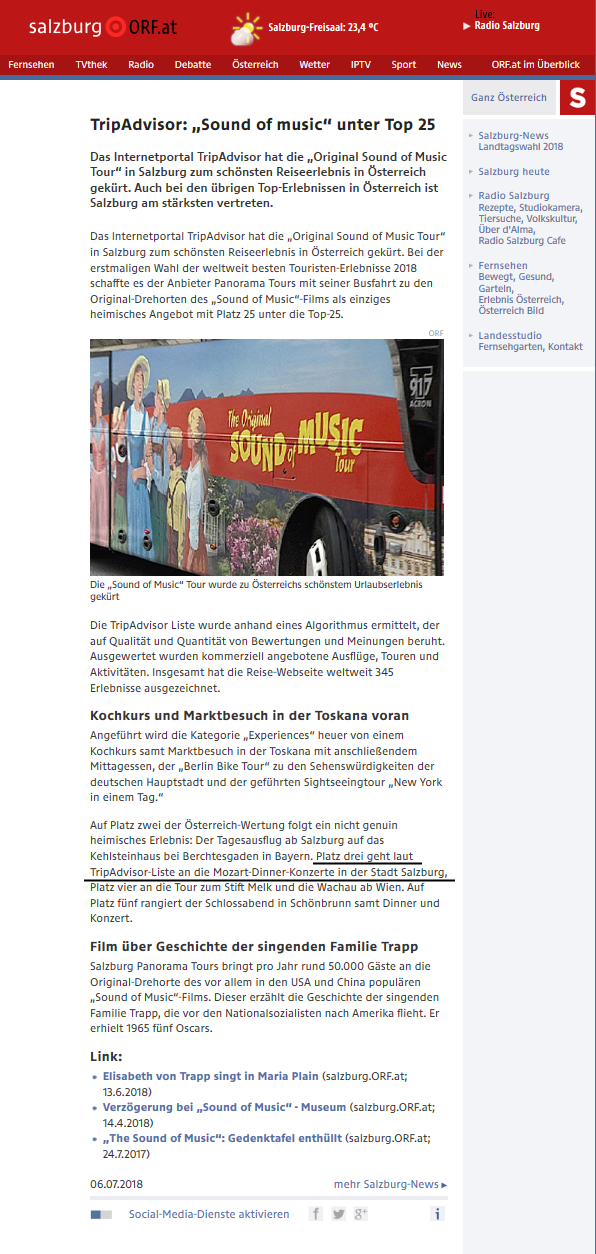 salzburg ORF.at
Salzburg-Freisaal: 23,4 ºC
Live:
Radio Salzburg
Fernsehen TVthek Radio Debatte Österreich Wetter IPTV Sport News ORF.at im Überblick
Ganz Österreich S
TripAdvisor: „Sound of music“ unter Top 25
Das Internetportal TripAdvisor hat die „Original Sound of Music
Tour“ in Salzburg zum schönsten Reiseerlebnis in Österreich
gekürt. Auch bei den übrigen Top-Erlebnissen in Österreich ist
Salzburg am stärksten vertreten.
Das Internetportal TripAdvisor hat die „Original Sound of Music Tour“
in Salzburg zum schönsten Reiseerlebnis in Österreich gekürt. Bei der
erstmaligen Wahl der weltweit besten Touristen-Erlebnisse 2018
schaffte es der Anbieter Panorama Tours mit seiner Busfahrt zu den
Original-Drehorten des „Sound of Music“-Films als einziges
heimisches Angebot mit Platz 25 unter die Top-25.
ORF
917
ACRON
The Original
SOUND of MUSIC
Tour
Die „Sound of Music“ Tour wurde zu Österreichs schönstem Urlaubserlebnis
gekürt
Die TripAdvisor Liste wurde anhand eines Algorithmus ermittelt, der
auf Qualität und Quantität von Bewertungen und Meinungen beruht.
Ausgewertet wurden kommerziell angebotene Ausflüge, Touren und
Aktivitäten. Insgesamt hat die Reise-Webseite weltweit 345
Erlebnisse ausgezeichnet.
Kochkurs und Marktbesuch in der Toskana voran
Angeführt wird die Kategorie „Experiences“ heuer von einem
Kochkurs samt Marktbesuch in der Toskana mit anschließendem
Mittagessen, der „Berlin Bike Tour“ zu den Sehenswürdigkeiten der
deutschen Hauptstadt und der geführten Sightseeingtour „New York
in einem Tag.“
Auf Platz zwei der Österreich-Wertung folgt ein nicht genuin
heimisches Erlebnis: Der Tagesausflug ab Salzburg auf das
Kehlsteinhaus bei Berchtesgaden in Bayern. Platz drei geht laut
TripAdvisor-Liste an die Mozart-Dinner-Konzerte in der Stadt Salzburg,
Platz vier an die Tour zum Stift Melk und die Wachau ab Wien. Auf
Platz fünf rangiert der Schlossabend in Schönbrunn samt Dinner und
Konzert.
Film über Geschichte der singenden Familie Trapp
Salzburg Panorama Tours bringt pro Jahr rund 50.000 Gäste an die
Original-Drehorte des vor allem in den USA und China populären
„Sound of Music“-Films. Dieser erzählt die Geschichte der singenden
Familie Trapp, die vor den Nationalsozialisten nach Amerika flieht. Er
erhielt 1965 fünf Oscars.
Link:
Elisabeth von Trapp singt in Maria Plain (salzburg.ORF.at;
13.6.2018)
Verzögerung bei „Sound of Music“ - Museum (salzburg.ORF.at;
14.4.2018)
„The Sound of Music“: Gedenktafel enthüllt (salzburg.ORF.at;
24.7.2017)
06.07.2018 mehr Salzburg-News
Social-Media-Dienste aktivieren f g+ i
Salzburg-News
Landtagswahl 2018
Salzburg heute
Radio Salzburg
Rezepte, Studiokamera,
Tiersuche, Volkskultur,
Über d'Alma,
Radio Salzburg Cafe
Fernsehen
Bewegt, Gesund,
Garteln,
Erlebnis Österreich,
Österreich Bild
Landesstudio
Fernsehgarten, Kontakt